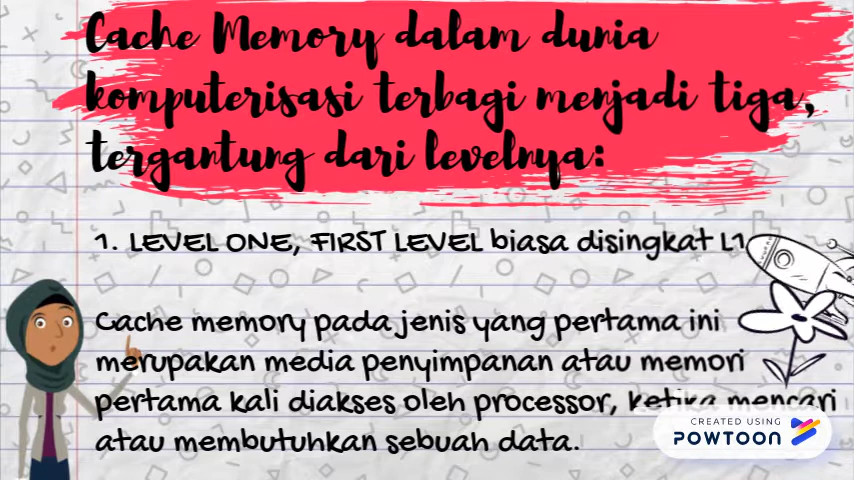 Cache Memory dalam dunia
komputerisasi terbagi menjadi tiga,
tergantung dari levelnya:
1. LEVEL ONE, FIRST LEVEL biasa disingkat L1
Cache memory pada jenis yang pertama ini
merupakan media penyimpanan atau memori
pertama kali diakses oleh processor, ketika mencari
atau membutuhkan sebuah data.
CREATED USING
POWTOON